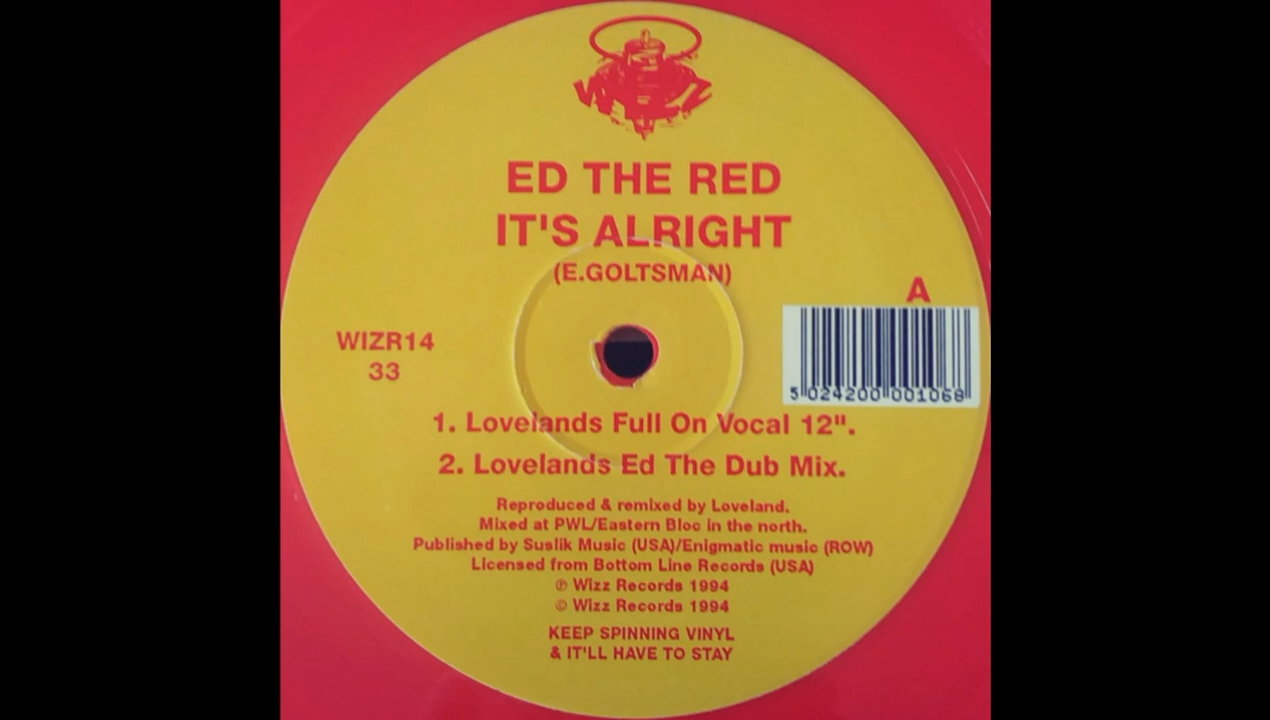 WIZZ
ED THE RED
IT'S ALRIGHT
(E.GOLTSMAN)
A
WIZR14
33
5 024200 001068
1. Lovelands Full On Vocal 12".
2. Lovelands Ed The Dub Mix.
Reproduced & remixed by Loveland.
Mixed at PWL/Eastern Bloc in the north.
Published by Suslik Music (USA)/Enigmatic music (ROW)
Licensed from Bottom Line Records (USA)
℗ Wizz Records 1994
© Wizz Records 1994
KEEP SPINNING VINYL
& IT'LL HAVE TO STAY